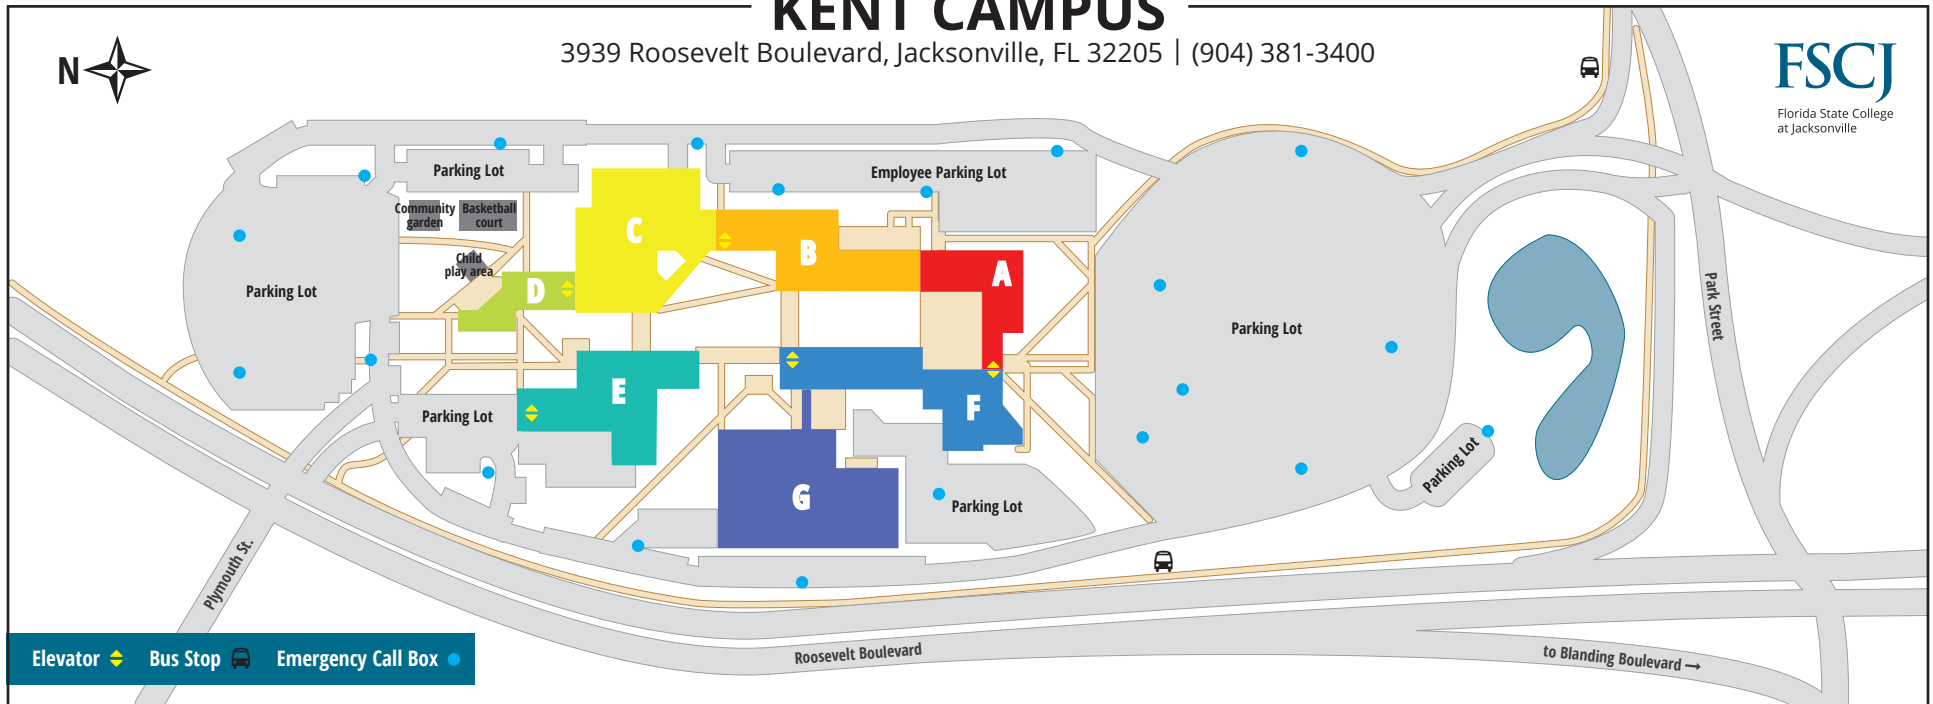 KENT CAMPUS
3939 Roosevelt Boulevard, Jacksonville, FL 32205 | (904) 381-3400
N
FSCJ
Florida State College
at Jacksonville
Parking Lot
Employee Parking Lot
Community
garden
Basketball
court
Child
play area
C
B
A
D
Parking Lot
Parking Lot
Park Street
E
F
Parking Lot
Parking Lot
G
Parking Lot
Plymouth St.
Elevator
Bus Stop
Emergency Call Box
Roosevelt Boulevard
to Blanding Boulevard →